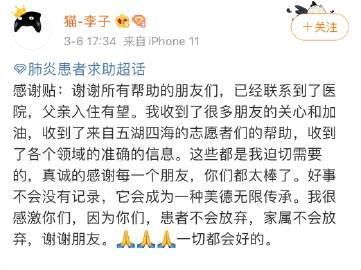 猫-李子
3-6 17:34 来自 iPhone 11
+关注
肺炎患者求助超话
感谢贴：谢谢所有帮助的朋友们，已经联系到了医
院，父亲入住有望。我收到了很多朋友的关心和加
油，收到了来自五湖四海的志愿者们的帮助，收到
了各个领域的准确的信息。这些都是我迫切需要
的，真诚的感谢每一个朋友，你们都太棒了。好事
不会没有记录，它会成为一种美德无限传承。我很
感激你们，因为你们，患者不会放弃，家属不会放
弃，谢谢朋友。🙏🙏🙏一切都会好的。